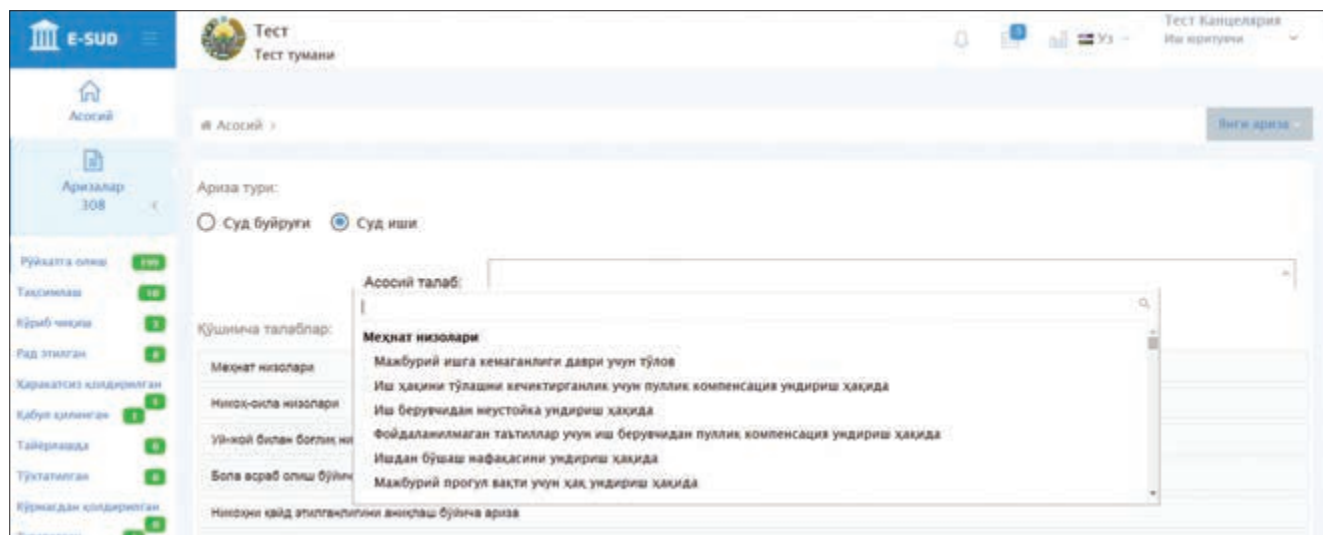 E-SUD
Тест
Тест тумани
Уз
Тест Канцелярия
Иш юритувчи
Асосий
Асосий >
Янги ариза
Аризалар
308
Ариза тури:
Суд буйруғи Суд иши
Рўйхатга олиш
Тақсимлаш 10
Асосий талаб:
Кўриб чиқиш
Қўшимча талаблар:
Меҳнат низолари
Рад этилган
Мажбурий ишга кемаганлиги даври учун тўлов
Меҳнат низолари
Ҳаракатсиз қолдирилган
Иш ҳақини тўлашни кечиктирганлик учун пуллик компенсация ундириш ҳақида
Никоҳ-оила низолари
Қабул қилинган
Иш берувчидан неустойка ундириш ҳақида
Фойдаланилмаган таътиллар учун иш берувчидан пуллик компенсация ундириш ҳақида
Уй-жой билан боғлиқ ни
Тайёрлашда
Ишдан бўшаш нафақасини ундириш ҳақида
Бола асраб олиш бўйич
Тўхтатилган
Мажбурий прогул вақти учун ҳақ ундириш ҳақида
Кўрмасдан қолдирилган
Никоҳни қайд этилганлигини аниқлаш бўйича ариза